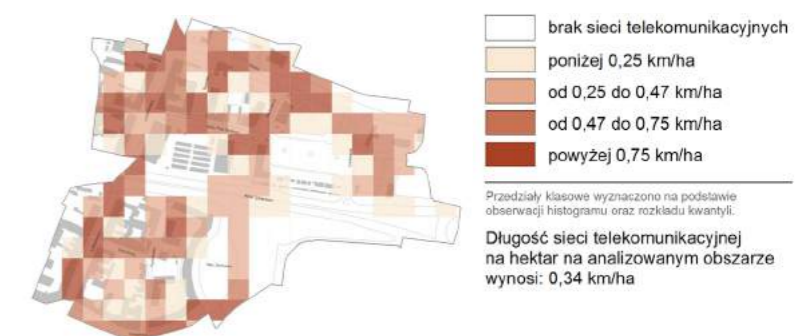 brak sieci telekomunikacyjnych
poniżej 0,25 km/ha
od 0,25 do 0,47 km/ha
od 0,47 do 0,75 km/ha
powyżej 0,75 km/ha
Przedziały klasowe wyznaczono na podstawie
obserwacji histogramu oraz rozkładu kwantyli.
Długość sieci telekomunikacyjnej
na hektar na analizowanym obszarze
wynosi: 0,34 km/ha